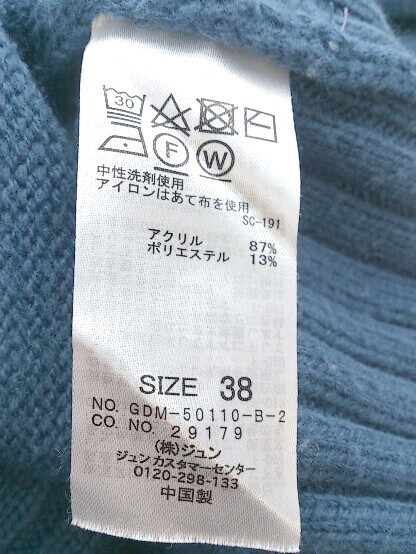 30
F W
中性洗剤使用
アイロンはあて布を使用
SC-191
アクリル 87%
ポリエステル 13%
SIZE 38
NO. GDM-50110-B-2
CO. NO. 29179
(株)ジュン
ジュンカスタマーセンター
0120-298-133
中国製